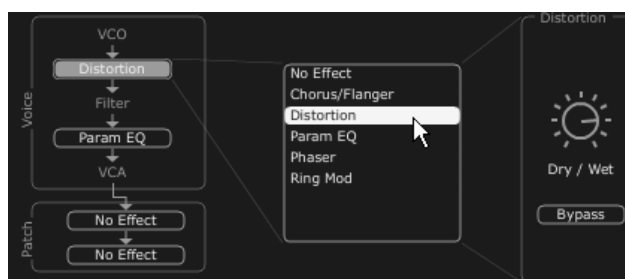 VCO
Distortion
Filter
Param EQ
VCA
Voice
No Effect
No Effect
Patch
No Effect
Chorus/Flanger
Distortion
Param EQ
Phaser
Ring Mod
Distortion
Dry / Wet
Bypass